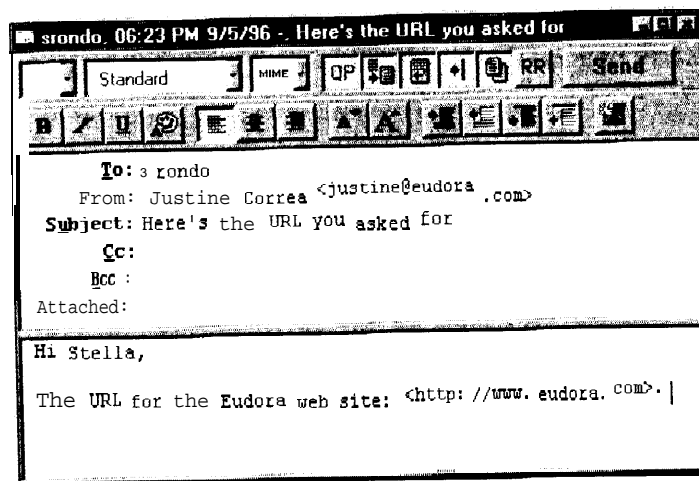 srondo, 06:23 PM 9/5/96 -, Here's the URL you asked for
Standard MIME QP RR Send
B I U
To: 3 rondo
From: Justine Correa <justine@eudora .com>
Subject: Here's the URL you asked for
Cc:
Bcc :
Attached:
Hi Stella,
The URL for the Eudora web site: <http: //www. eudora. com>.